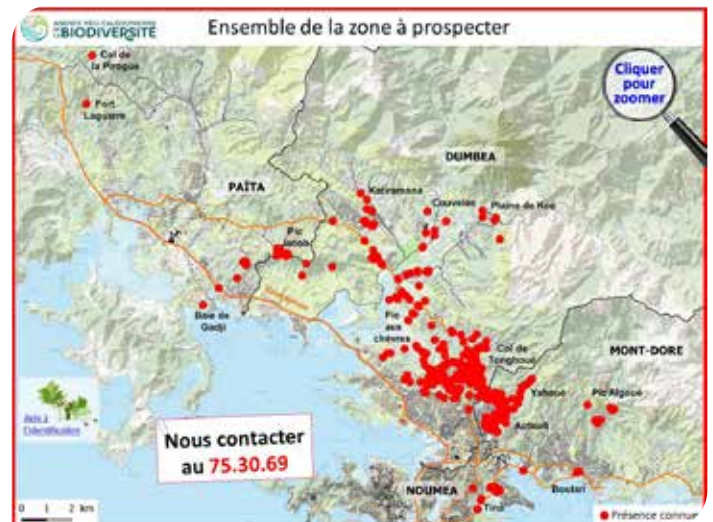 AGENCE NÉO-CALÉDONIENNE
DE LA BIODIVERSITÉ
Ensemble de la zone à prospecter
Cliquer
pour
zoomer
Col de
la Pirogue
Fort
Laguerre
DUMBEA
PAÏTA
Katiramona
Couvelée
Plaine de Koé
Pic
Jacob
Baie de
Gadji
Pic
aux
chèvres
Col de
Tonghoué
MONT-DORE
Yahoué
Pic Algoué
Auteuil
Aide à
l'identification
Nous contacter
au 75.30.69
NOUMEA
Boulari
Tina
0 1 2 km
Présence connue